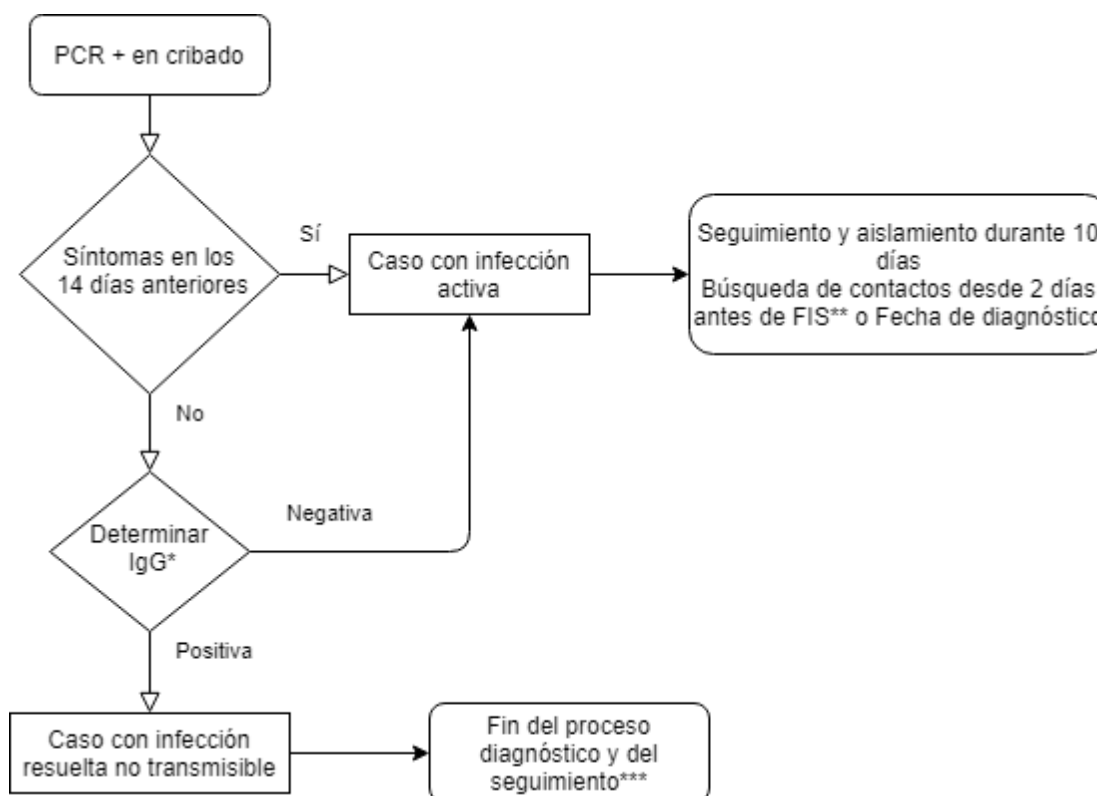 PCR + en cribado
Síntomas en los
14 días anteriores
Sí
Caso con infección
activa
Seguimiento y aislamiento durante 10
días
Búsqueda de contactos desde 2 días
antes de FIS** o Fecha de diagnóstico
No
Determinar
IgG*
Negativa
Positiva
Caso con infección
resuelta no transmisible
Fin del proceso
diagnóstico y del
seguimiento***